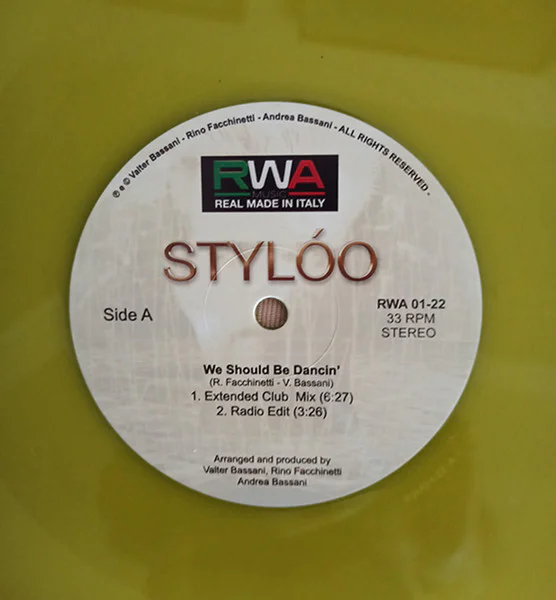 ℗ © Valter Bassani - Rino Facchinetti - Andrea Bassani - ALL RIGHTS RESERVED -
RWA
MUSIC
REAL MADE IN ITALY
STYLÓO
Side A
RWA 01-22
33 RPM
STEREO
We Should Be Dancin'
(R. Facchinetti - V. Bassani)
1. Extended Club Mix (6:27)
2. Radio Edit (3:26)
Arranged and produced by
Valter Bassani, Rino Facchinetti
Andrea Bassani